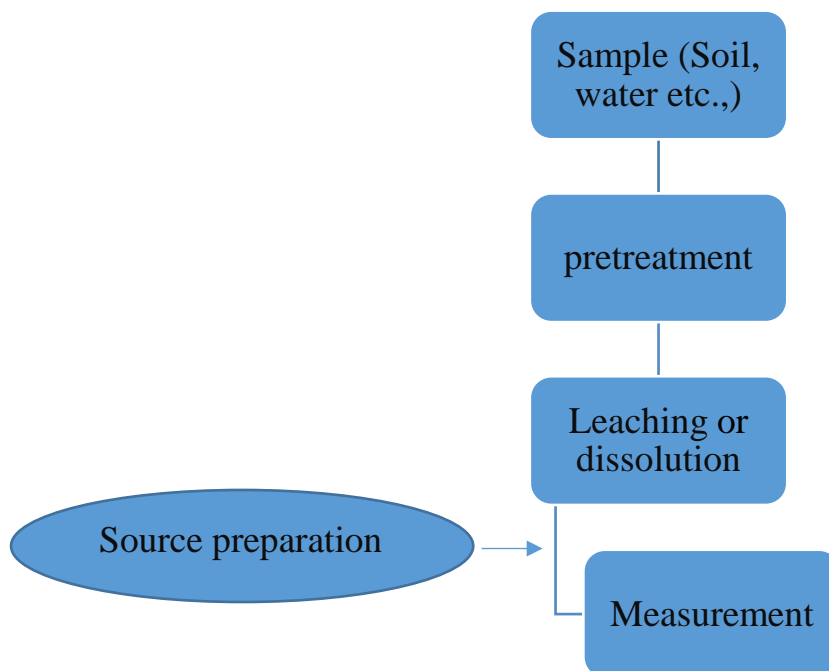 Sample (Soil,
water etc.,)
pretreatment
Leaching or
dissolution
Source preparation
Measurement